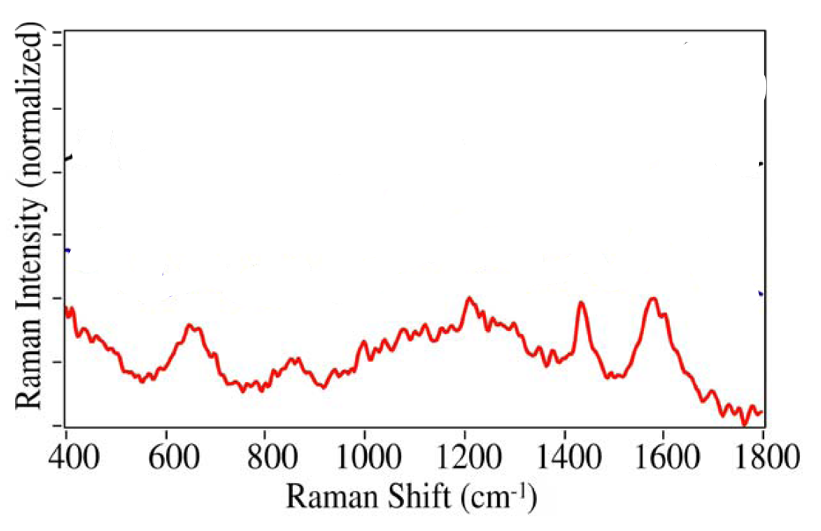 Raman Intensity (normalized)
400 600 800 1000 1200 1400 1600 1800
Raman Shift (cm-1)